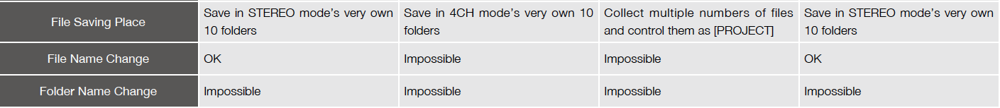 File Saving Place
Save in STEREO mode’s very own
10 folders
Save in 4CH mode’s very own 10
folders
Collect multiple numbers of files
and control them as [PROJECT]
Save in STEREO mode’s very own
10 folders
File Name Change
OK
Impossible
Impossible
OK
Folder Name Change
Impossible
Impossible
Impossible
Impossible